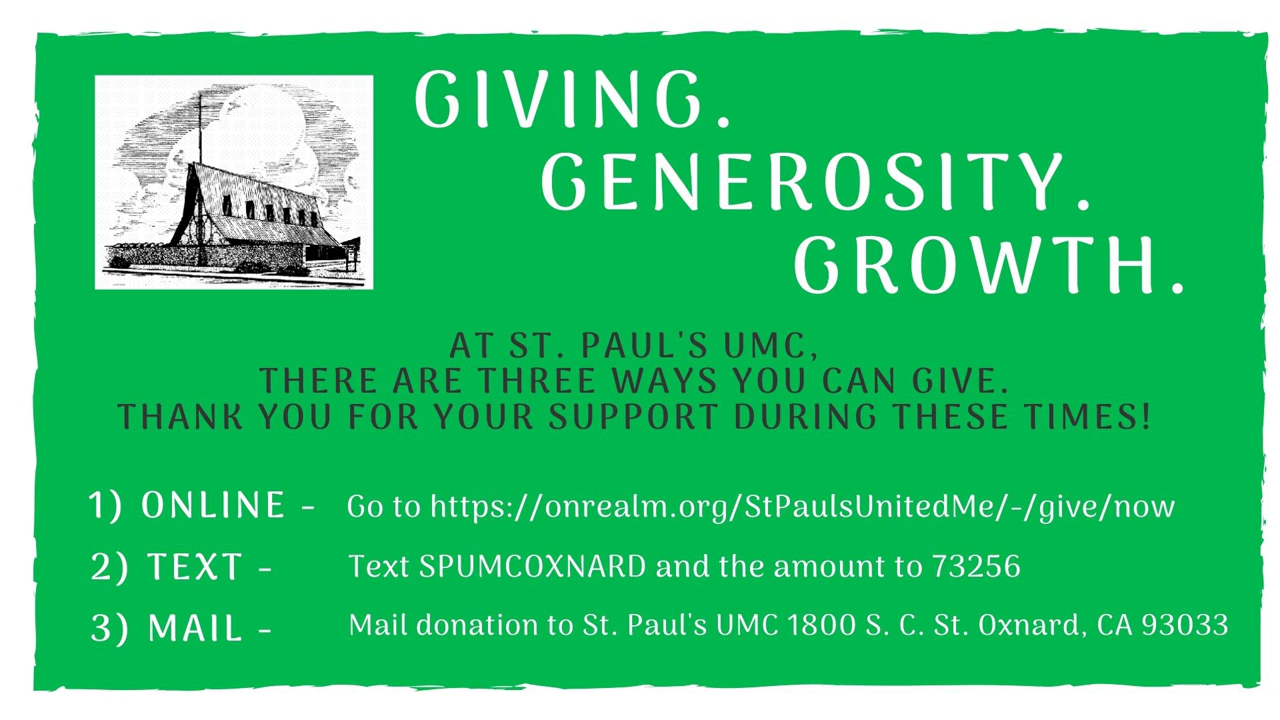 GIVING.
GENEROSITY.
GROWTH.
AT ST. PAUL'S UMC,
THERE ARE THREE WAYS YOU CAN GIVE.
THANK YOU FOR YOUR SUPPORT DURING THESE TIMES!
1) ONLINE - Go to https://onrealm.org/StPaulsUnitedMe/-/give/now
2) TEXT - Text SPUMCOXNARD and the amount to 73256
3) MAIL - Mail donation to St. Paul's UMC 1800 S. C. St. Oxnard, CA 93033